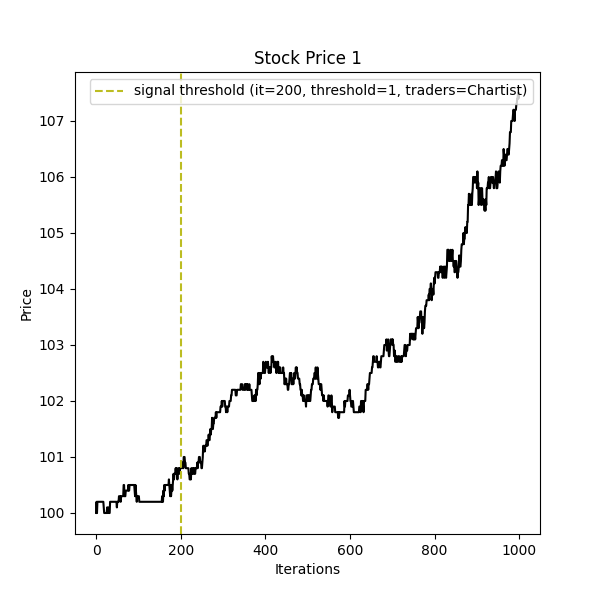 Stock Price 1
signal threshold (it=200, threshold=1, traders=Chartist)
107
106
105
104
103
102
101
100
Price
0 200 400 600 800 1000
Iterations